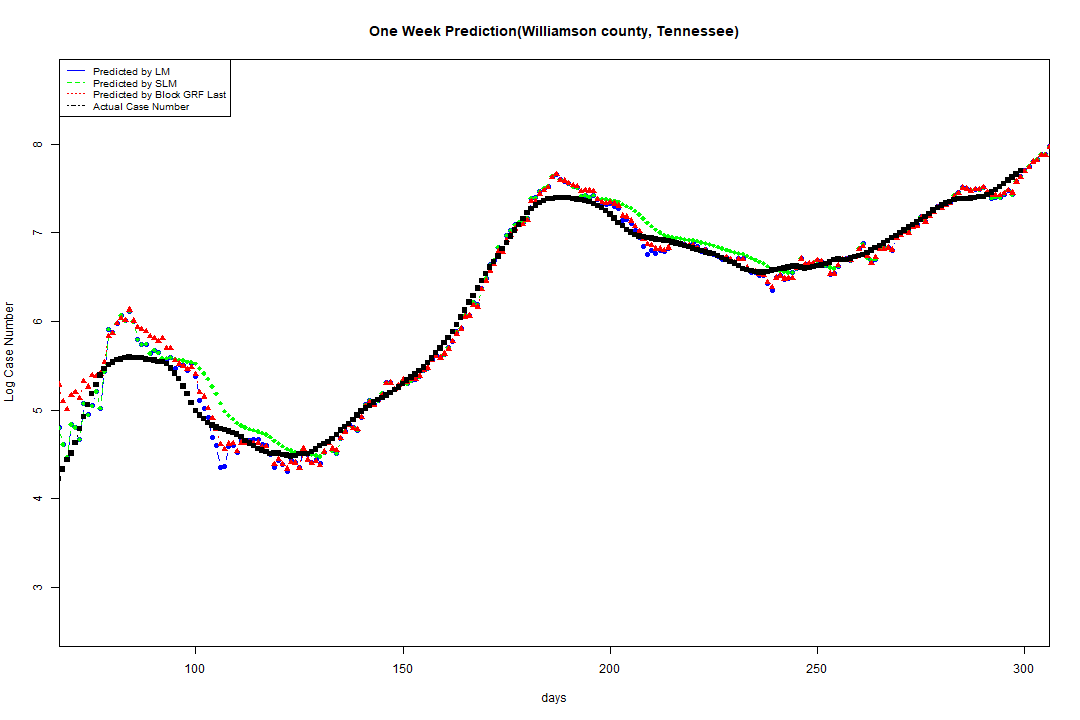 One Week Prediction(Williamson county, Tennessee)
Predicted by LM
Predicted by SLM
Predicted by Block GRF Last
Actual Case Number
8
7
6
5
4
3
Log Case Number
100 150 200 250 300
days